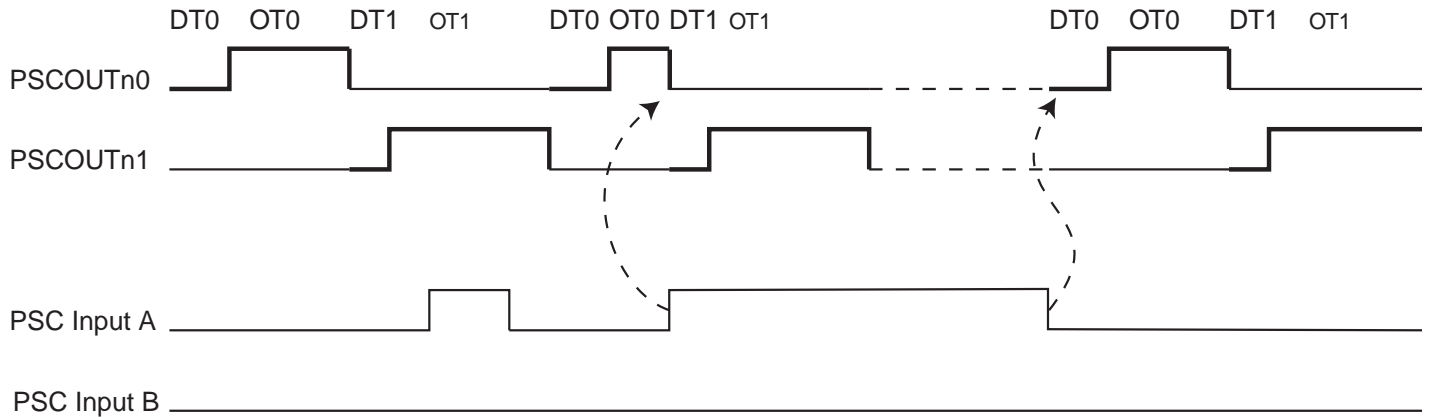 DT0 OT0 DT1 OT1 DT0 OT0 DT1 OT1 DT0 OT0 DT1 OT1
PSCOUTn0
PSCOUTn1
PSC Input A
PSC Input B